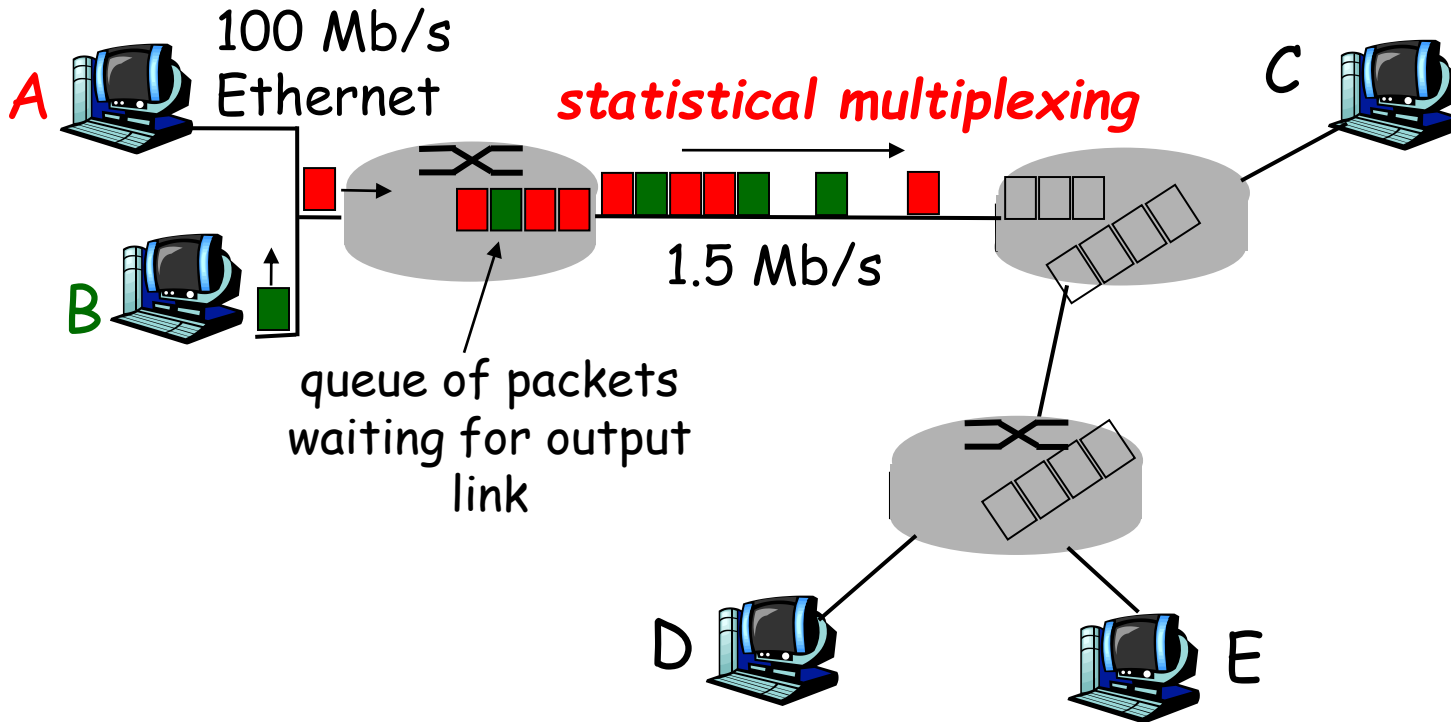 100 Mb/s
Ethernet
A
statistical multiplexing
C
B
1.5 Mb/s
queue of packets
waiting for output
link
D
E